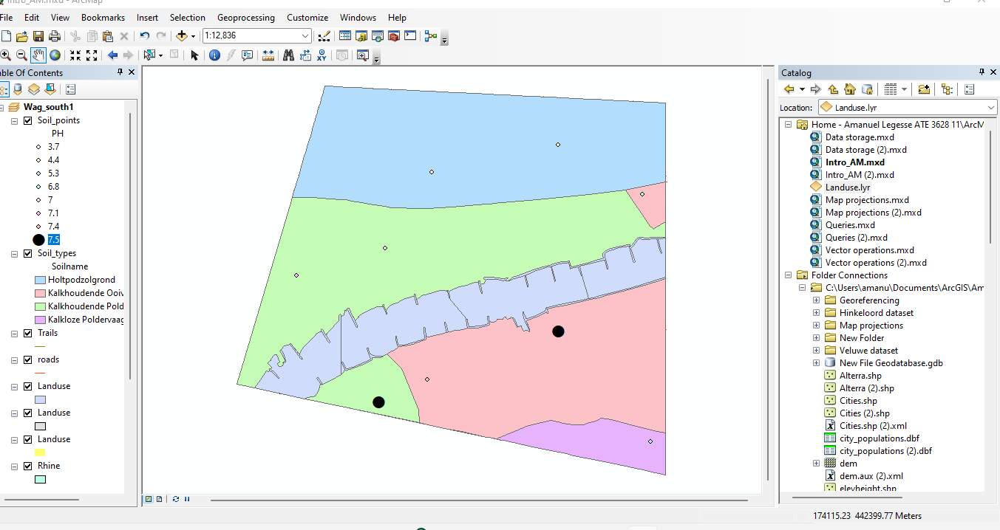 Intro_AM.mxd - ArcMap
File Edit View Bookmarks Insert Selection Geoprocessing Customize Windows Help
1:12,836
XY
ble Of Contents
Wag_south1
Soil_points
PH
3.7
4.4
5.3
6.8
7
7.1
7.4
7.5
Soil_types
Soilname
Holtpodzolgrond
Kalkhoudende Ooiv
Kalkhoudende Pold
Kalkloze Poldervaag
Trails
roads
Landuse
Landuse
Landuse
Rhine
Catalog
Location: Landuse.lyr
Home - Amanuel Legesse ATE 3628 11\ArcM
Data storage.mxd
Data storage (2).mxd
Intro_AM.mxd
Intro_AM (2).mxd
Landuse.lyr
Map projections.mxd
Map projections (2).mxd
Queries.mxd
Queries (2).mxd
Vector operations.mxd
Vector operations (2).mxd
Folder Connections
C:\Users\amanu\Documents\ArcGIS\Am
Georeferencing
Hinkeloord dataset
Map projections
New Folder
Veluwe dataset
New File Geodatabase.gdb
Alterra.shp
Alterra (2).shp
Cities.shp
Cities (2).shp
Cities.shp (2).xml
city_populations.dbf
city_populations (2).dbf
dem
dem.aux (2).xml
elevheight.shp
174115.23 442399.77 Meters